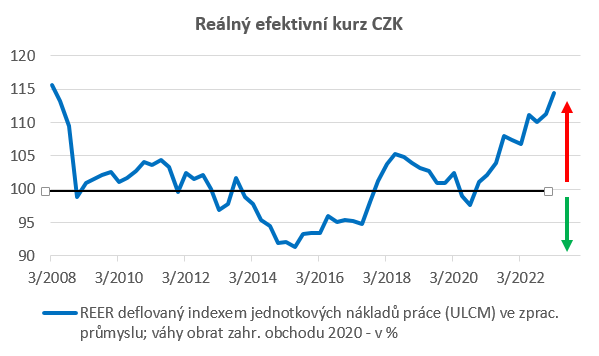 Reálný efektivní kurz CZK
120
115
110
105
100
95
90
3/2008 3/2010 3/2012 3/2014 3/2016 3/2018 3/2020 3/2022
REER deflovaný indexem jednotkových nákladů práce (ULCM) ve zprac.
průmyslu; váhy obrat zahr. obchodu 2020 - v %